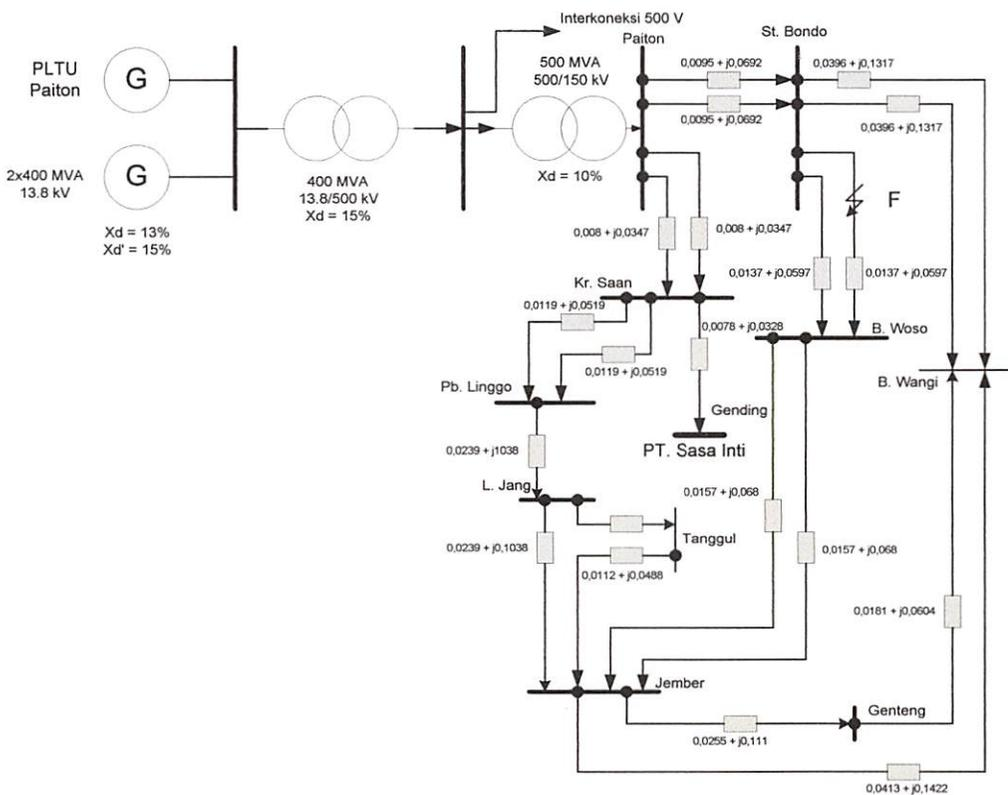 Interkoneksi 500 V
Paiton
St. Bondo
PLTU
Paiton
G
500 MVA
500/150 kV
0,0095 + j0,0692
0,0396 + j0,1317
0,0095 + j0,0692
0,0396 + j0,1317
2x400 MVA
13.8 kV
G
400 MVA
13.8/500 kV
Xd = 15%
Xd = 10%
F
Xd = 13%
Xd' = 15%
0,008 + j0,0347
0,008 + j0,0347
0,0137 + j0,0597
0,0137 + j0,0597
Kr. Saan
0,0119 + j0,0519
0,0078 + j0,0328
B. Woso
0,0119 + j0,0519
Pb. Linggo
B. Wangi
Gending
PT. Sasa Inti
0,0239 + j1038
L. Jang
0,0157 + j0,068
Tanggul
0,0239 + j0,1038
0,0157 + j0,068
0,0112 + j0,0488
0,0181 + j0,0604
Jember
Genteng
0,0255 + j0,111
0,0413 + j0,1422